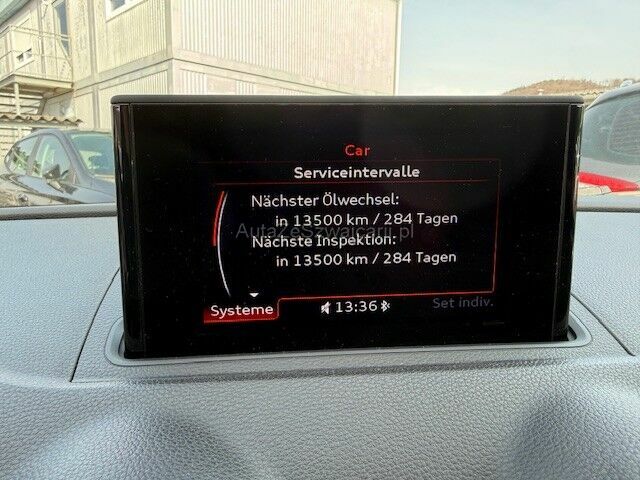 Car
Serviceintervalle
Nächster Ölwechsel:
in 13500 km / 284 Tagen
AutaZeSzwajcarii.pl
Nächste Inspektion:
in 13500 km / 284 Tagen
Systeme
13:36
Set indiv.